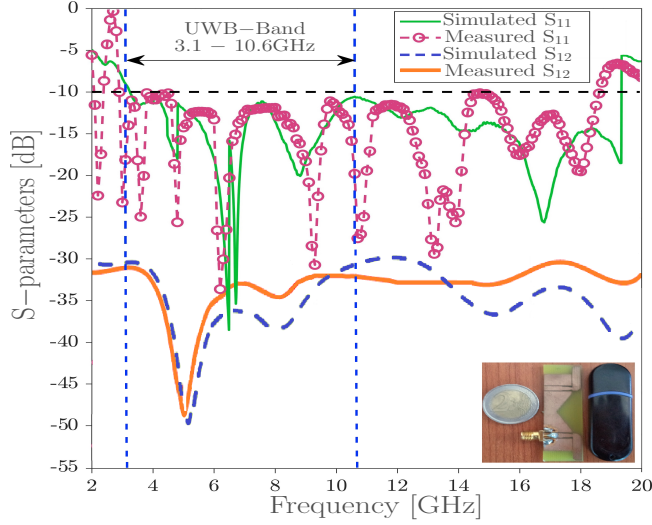 0
-5
-10
-15
-20
-25
-30
-35
-40
-45
-50
-55
S-parameters [dB]
UWB-Band
3.1 - 10.6GHz
Simulated S₁₁
Measured S₁₁
Simulated S₁₂
Measured S₁₂
2 4 6 8 10 12 14 16 18 20
Frequency [GHz]